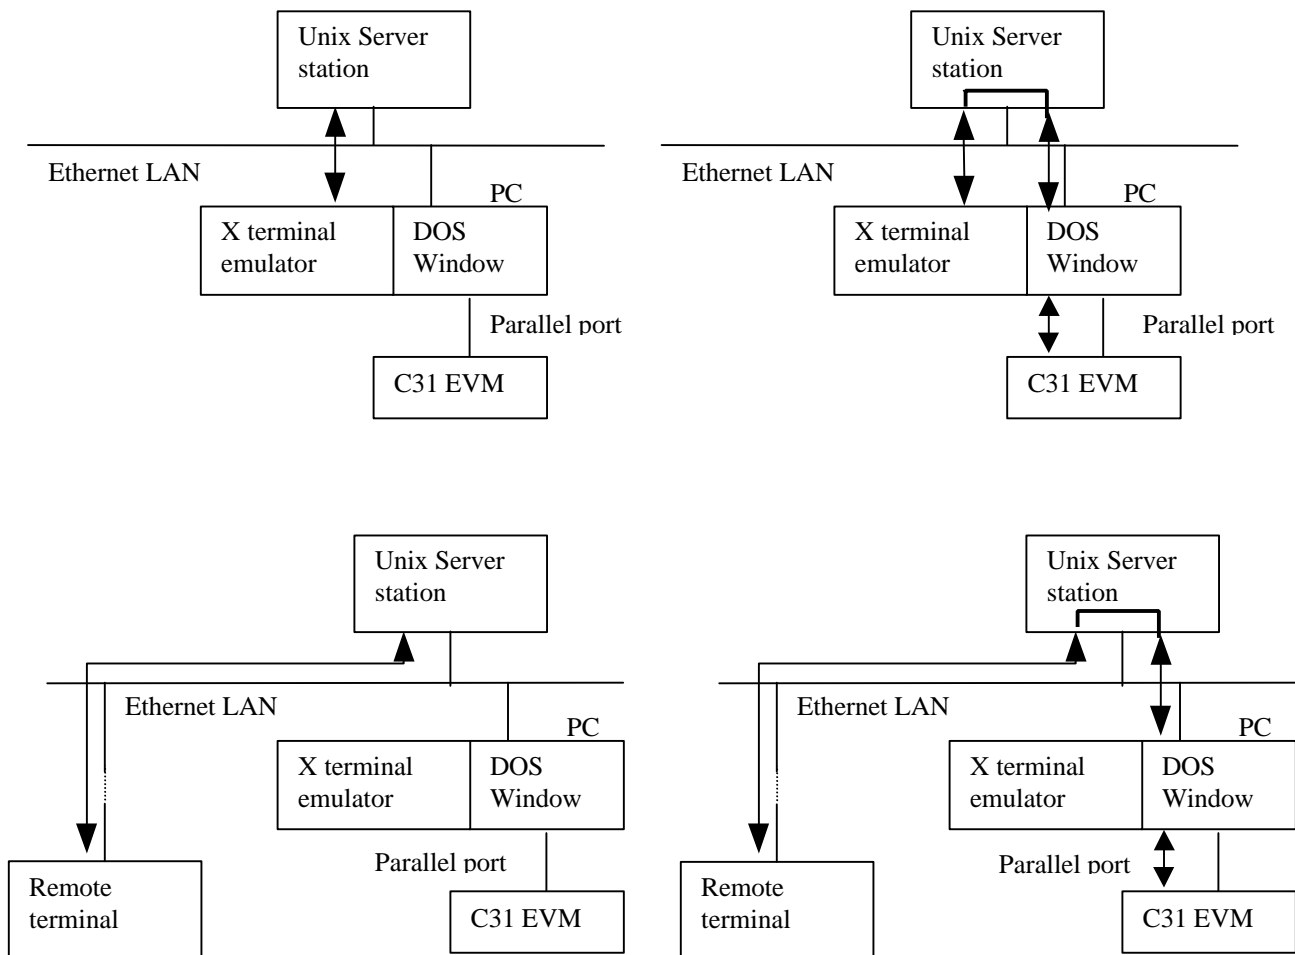 Unix Server
station
Ethernet LAN
PC
X terminal
emulator
DOS
Window
Parallel port
C31 EVM
Unix Server
station
Ethernet LAN
PC
X terminal
emulator
DOS
Window
Parallel port
C31 EVM
Unix Server
station
Ethernet LAN
PC
X terminal
emulator
DOS
Window
Parallel port
Remote
terminal
C31 EVM
Unix Server
station
Ethernet LAN
PC
X terminal
emulator
DOS
Window
Parallel port
Remote
terminal
C31 EVM